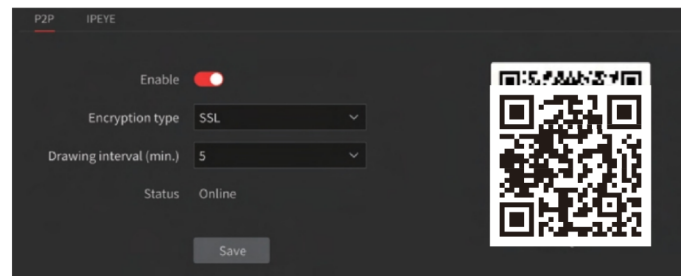 P2P IPEYE
Enable
Encryption type SSL
Drawing interval (min.) 5
Status Online
Save